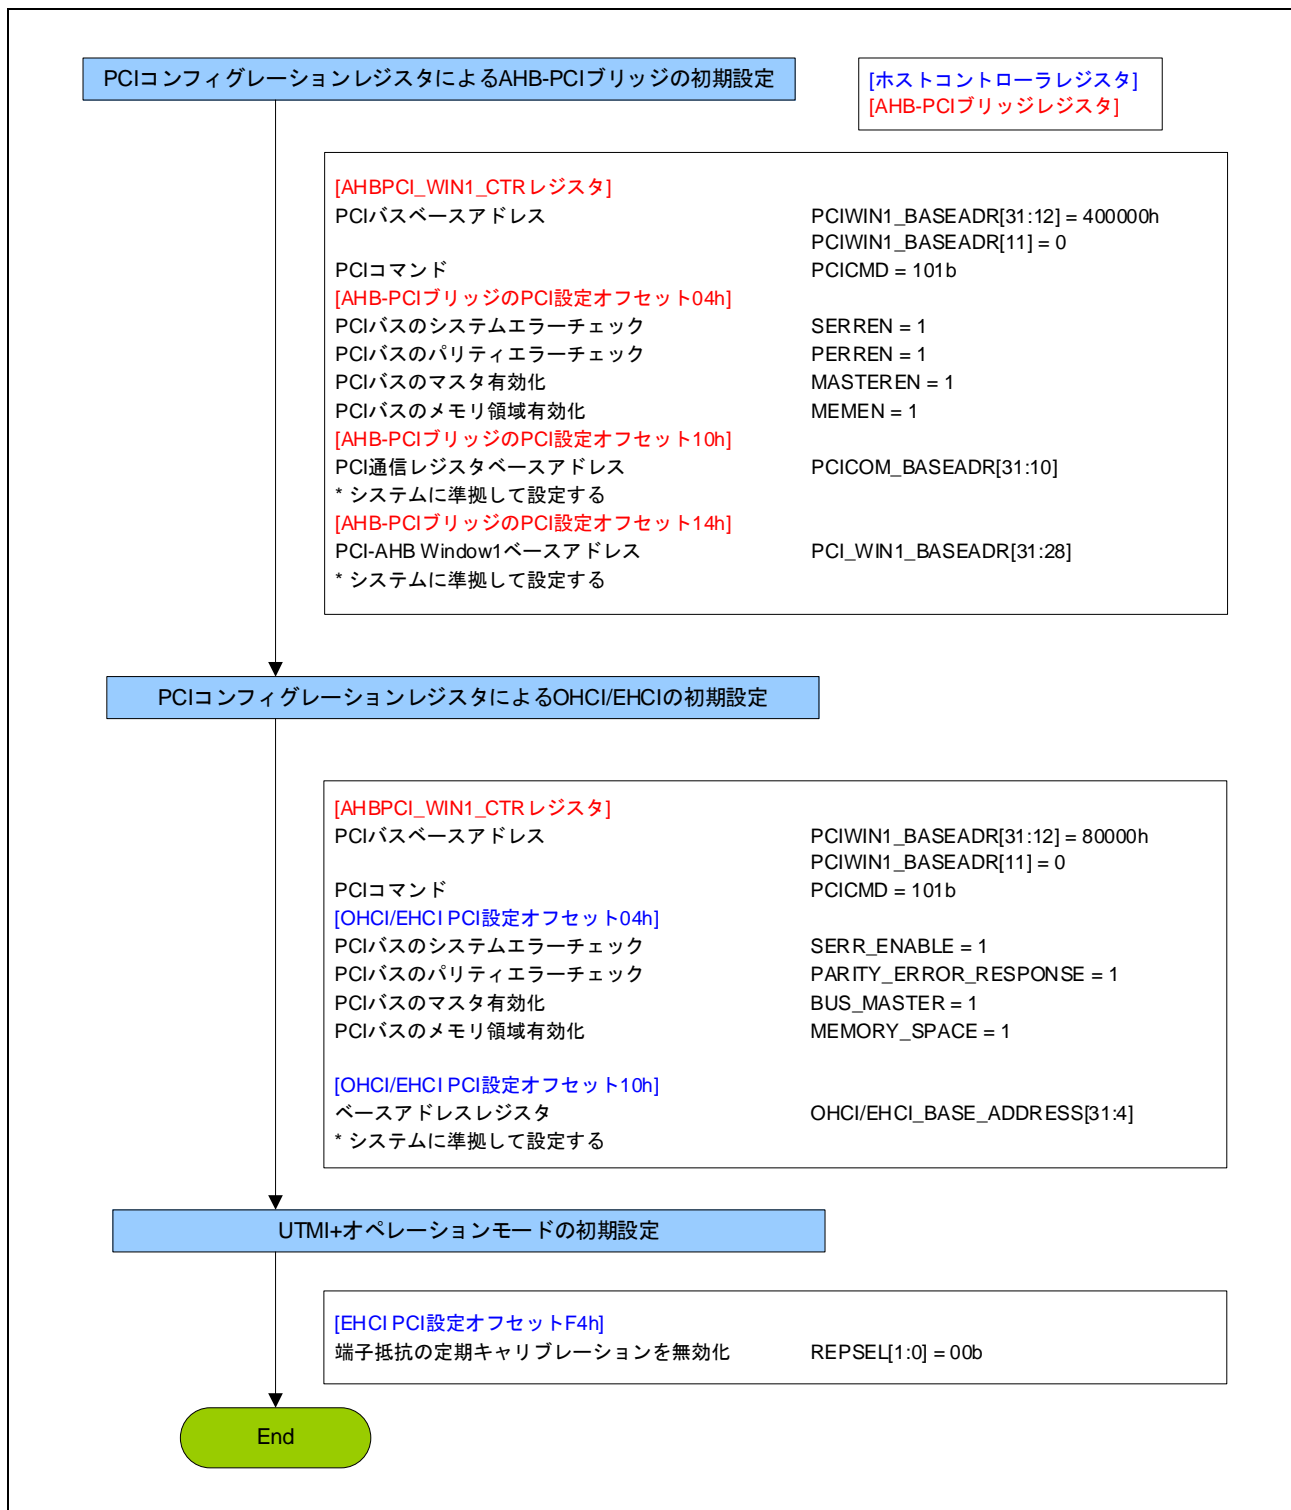 PCIコンフィグレーションレジスタによるAHB-PCIブリッジの初期設定
[ホストコントローラレジスタ]
[AHB-PCIブリッジレジスタ]
[AHBPCI_WIN1_CTRレジスタ]
PCIバスベースアドレス PCIWIN1_BASEADR[31:12] = 400000h
PCIWIN1_BASEADR[11] = 0
PCIコマンド PCICMD = 101b
[AHB-PCIブリッジのPCI設定オフセット04h]
PCIバスのシステムエラーチェック SERREN = 1
PCIバスのパリティエラーチェック PERREN = 1
PCIバスのマスタ有効化 MASTEREN = 1
PCIバスのメモリ領域有効化 MEMEN = 1
[AHB-PCIブリッジのPCI設定オフセット10h]
PCI通信レジスタベースアドレス PCICOM_BASEADR[31:10]
* システムに準拠して設定する
[AHB-PCIブリッジのPCI設定オフセット14h]
PCI-AHB Window1ベースアドレス PCI_WIN1_BASEADR[31:28]
* システムに準拠して設定する
PCIコンフィグレーションレジスタによるOHCI/EHCIの初期設定
[AHBPCI_WIN1_CTRレジスタ]
PCIバスベースアドレス PCIWIN1_BASEADR[31:12] = 80000h
PCIWIN1_BASEADR[11] = 0
PCIコマンド PCICMD = 101b
[OHCI/EHCI PCI設定オフセット04h]
PCIバスのシステムエラーチェック SERR_ENABLE = 1
PCIバスのパリティエラーチェック PARITY_ERROR_RESPONSE = 1
PCIバスのマスタ有効化 BUS_MASTER = 1
PCIバスのメモリ領域有効化 MEMORY_SPACE = 1
[OHCI/EHCI PCI設定オフセット10h]
ベースアドレスレジスタ OHCI/EHCI_BASE_ADDRESS[31:4]
* システムに準拠して設定する
UTMI+オペレーションモードの初期設定
[EHCI PCI設定オフセットF4h]
端子抵抗の定期キャリブレーションを無効化 REPSEL[1:0] = 00b
End